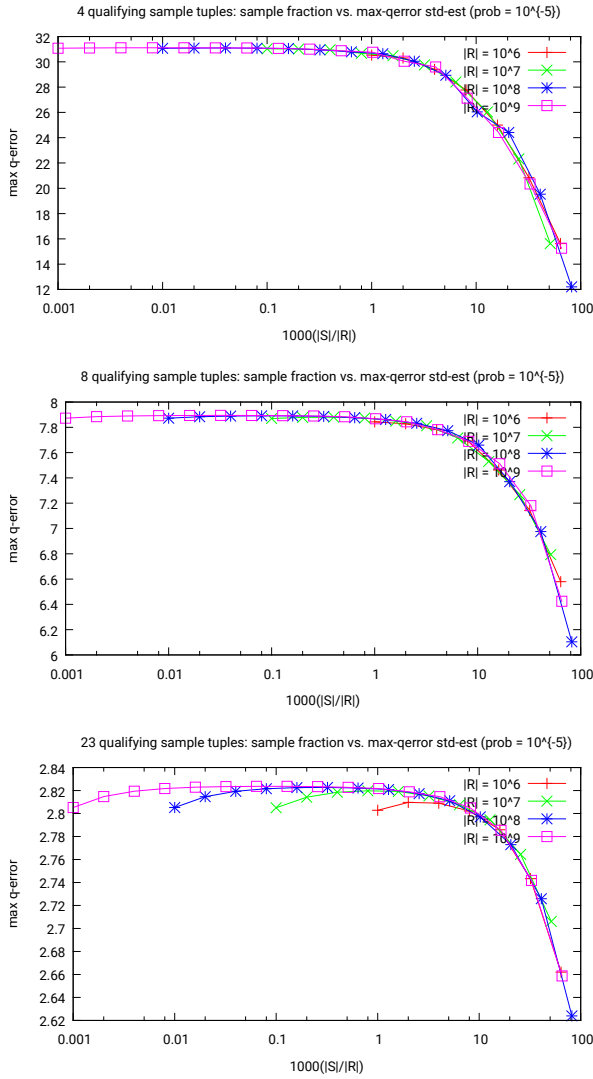 4 qualifying sample tuples: sample fraction vs. max-qerror std-est (prob = 10^{-5})
32
30
28
26
24
22
20
18
16
14
12
max q-error
|R| = 10^6
|R| = 10^7
|R| = 10^8
|R| = 10^9
0.001 0.01 0.1 1 10 100
1000(|S|/|R|)
8 qualifying sample tuples: sample fraction vs. max-qerror std-est (prob = 10^{-5})
8
7.8
7.6
7.4
7.2
7
6.8
6.6
6.4
6.2
6
max q-error
|R| = 10^6
|R| = 10^7
|R| = 10^8
|R| = 10^9
0.001 0.01 0.1 1 10 100
1000(|S|/|R|)
23 qualifying sample tuples: sample fraction vs. max-qerror std-est (prob = 10^{-5})
2.84
2.82
2.8
2.78
2.76
2.74
2.72
2.7
2.68
2.66
2.64
2.62
max q-error
|R| = 10^6
|R| = 10^7
|R| = 10^8
|R| = 10^9
0.001 0.01 0.1 1 10 100
1000(|S|/|R|)